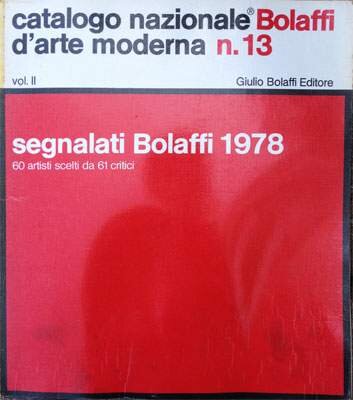 catalogo nazionale® Bolaffi
d'arte moderna n.13
vol. II Giulio Bolaffi Editore
segnalati Bolaffi 1978
60 artisti scelti da 61 critici